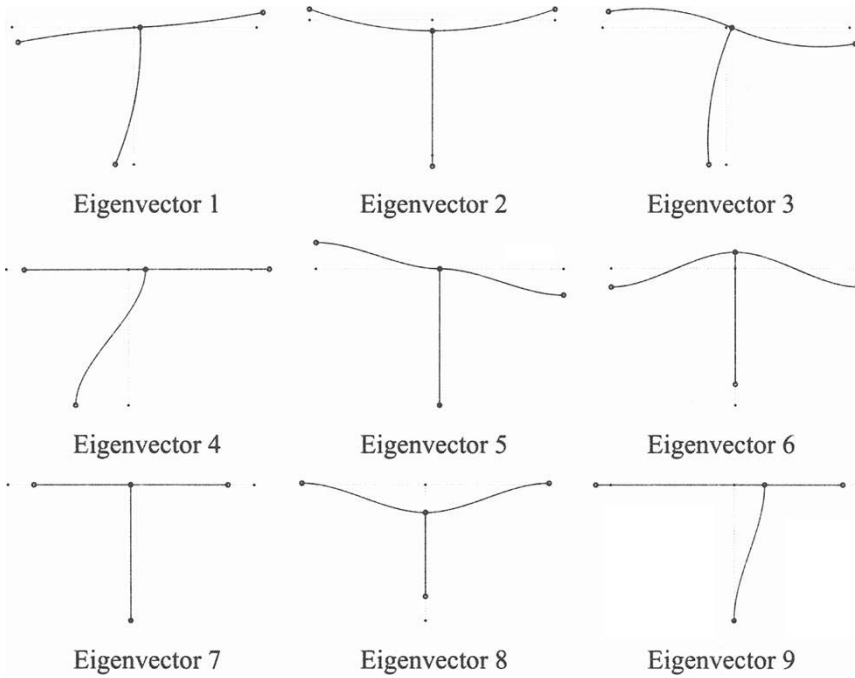 Eigenvector 1
Eigenvector 2
Eigenvector 3
Eigenvector 4
Eigenvector 5
Eigenvector 6
Eigenvector 7
Eigenvector 8
Eigenvector 9